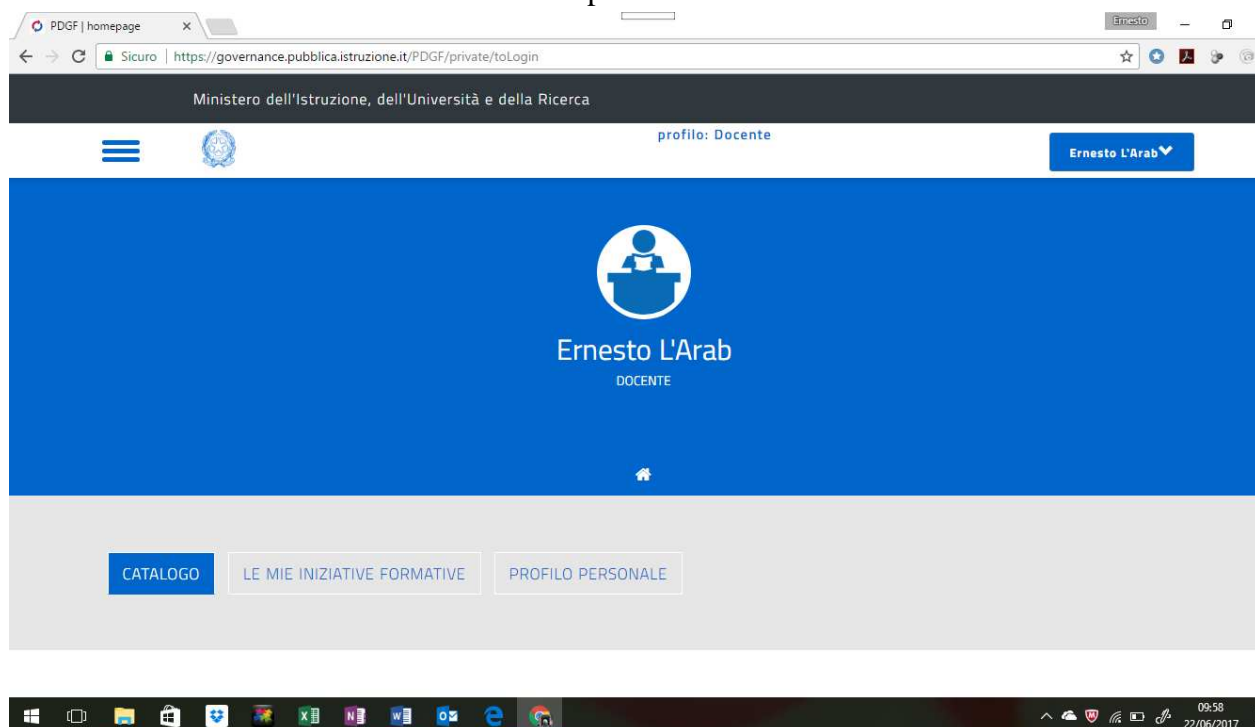 PDGF | homepage
Ernesto
Sicuro | https://governance.pubblica.istruzione.it/PDGF/private/toLogin
Ministero dell'Istruzione, dell'Università e della Ricerca
profilo: Docente
Ernesto L'Arab
Ernesto L'Arab
DOCENTE
CATALOGO LE MIE INIZIATIVE FORMATIVE PROFILO PERSONALE
09:58
22/06/2017